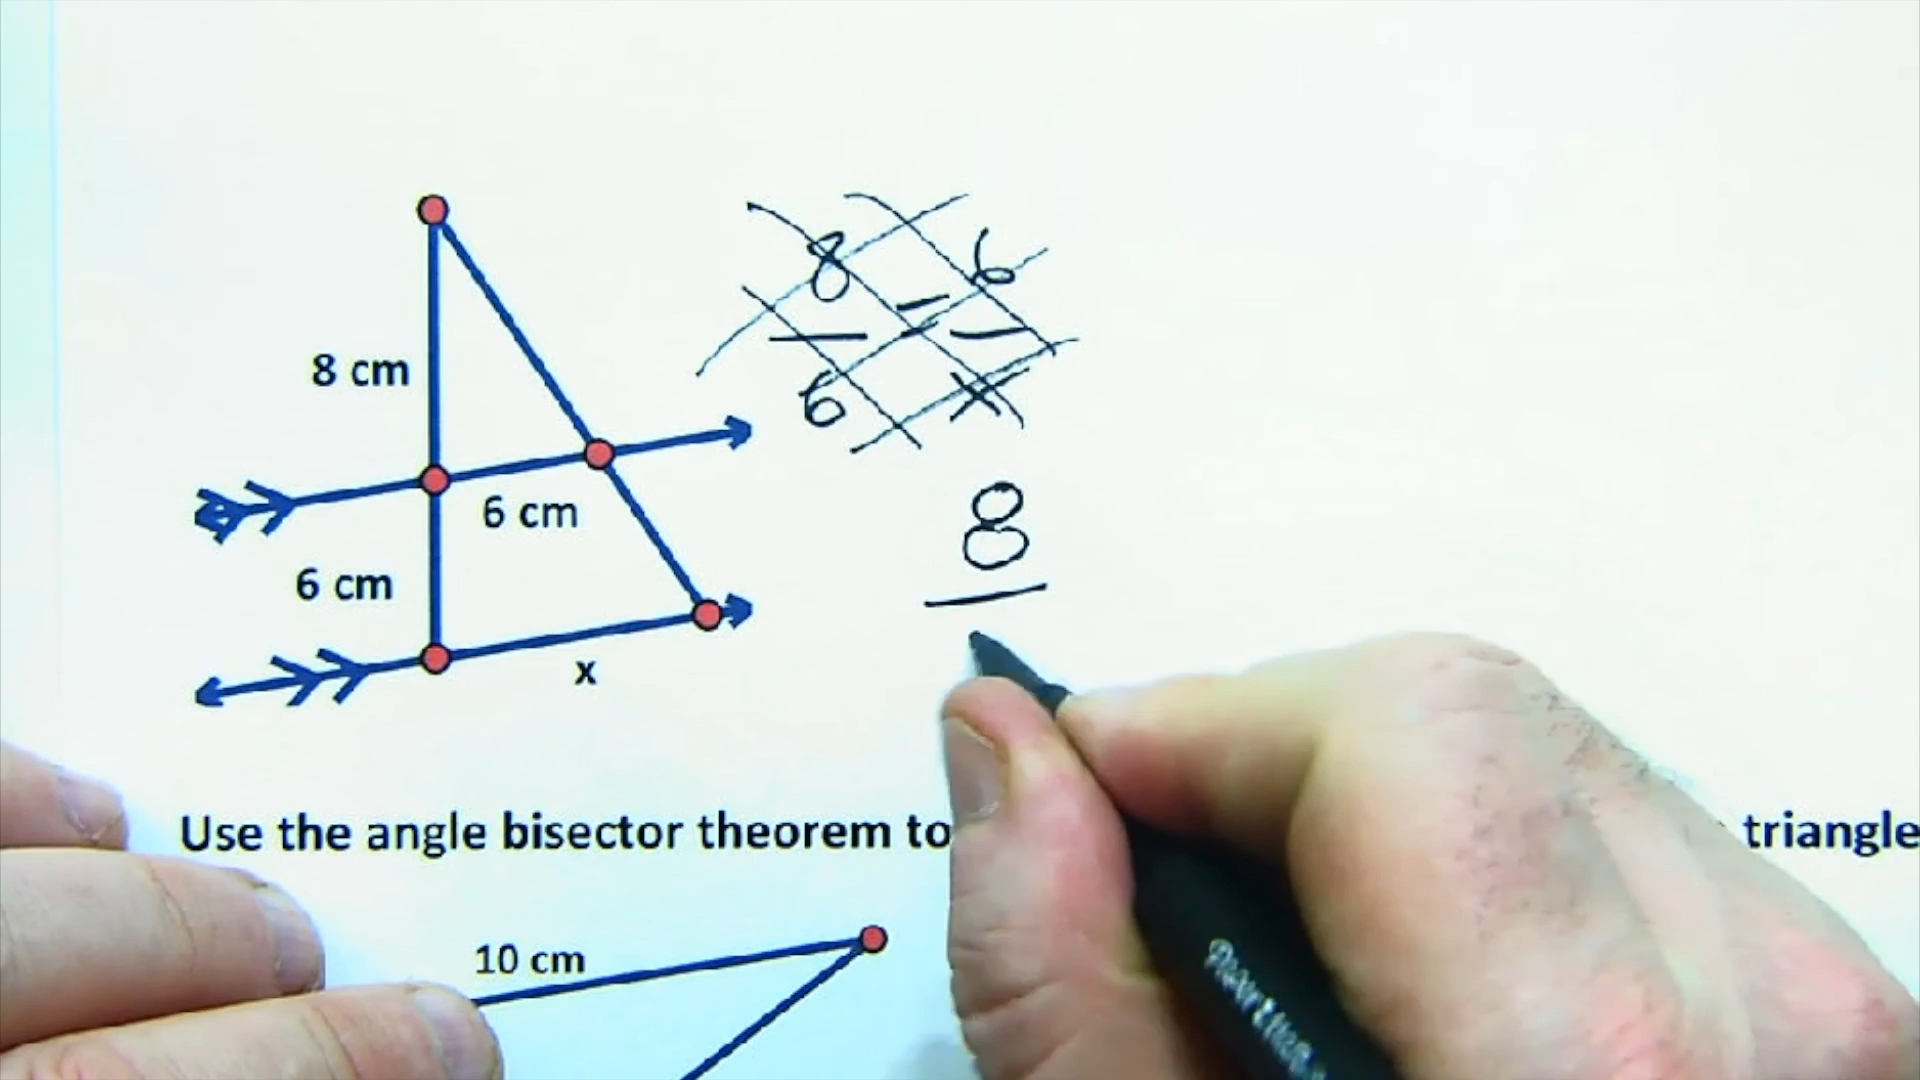 8 6
=
6 x
8 cm
8
6 cm
6 cm
x
Use the angle bisector theorem to triangle
10 cm